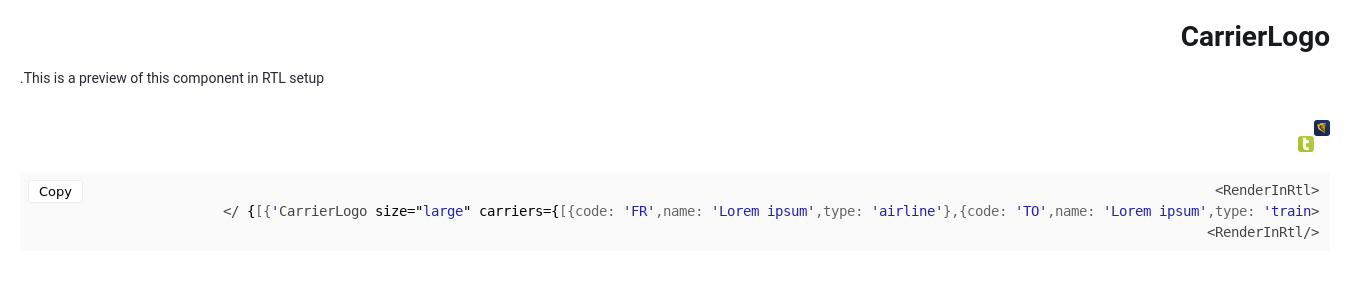 CarrierLogo
.This is a preview of this component in RTL setup
Copy
<RenderInRtl>
</ {[{'CarrierLogo size="large" carriers={[{code: 'FR',name: 'Lorem ipsum',type: 'airline'},{code: 'TO',name: 'Lorem ipsum',type: 'train>
<RenderInRtl/>